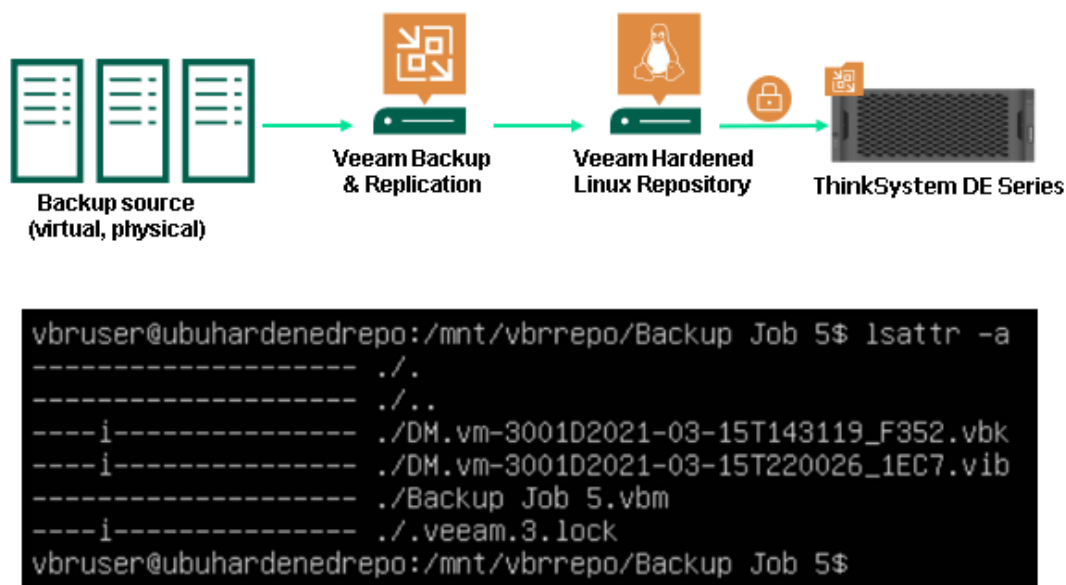 Veeam Backup
& Replication
Veeam Hardened
Linux Repository
ThinkSystem DE Series
Backup source
(virtual, physical)
vbruser@ubuhardenedrepo:/mnt/vbrrepo/Backup Job 5$ lsattr -a
-------------------- ./.
-------------------- ./..
----i--------------- ./DM.vm-3001D2021-03-15T143119_F352.vbk
----i--------------- ./DM.vm-3001D2021-03-15T220026_1EC7.vib
-------------------- ./Backup Job 5.vbm
----i--------------- ./.veeam.3.lock
vbruser@ubuhardenedrepo:/mnt/vbrrepo/Backup Job 5$